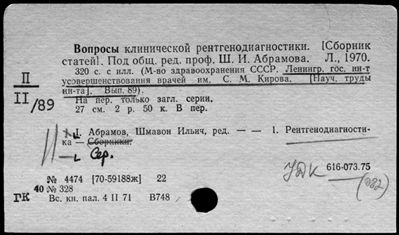 Вопросы клинической рентгенодиагностики. [Сборник
статей]. Под общ. ред. проф. Ш. И. Абрамова. Л., 1970.
320 с. с илл. (М-во здравоохранения СССР. Ленингр. гос. ин-т
усовершенствования врачей им. С. М. Кирова. [Науч. труды
ин-та]. Вып. 89).
II
II/89
На пер. только загл. серии.
27 см. 2 р. 50 к. В пер.
I. Абрамов, Шмавон Ильич, ред. — — 1. Рентгенодиагности-
ка — Сборники.
— Сер.
УДК 616-073.75
(082)
№ 4474 [70-59188ж] 22
40 № 328
ГК Вс. кн. пал. 4 II 71 В748